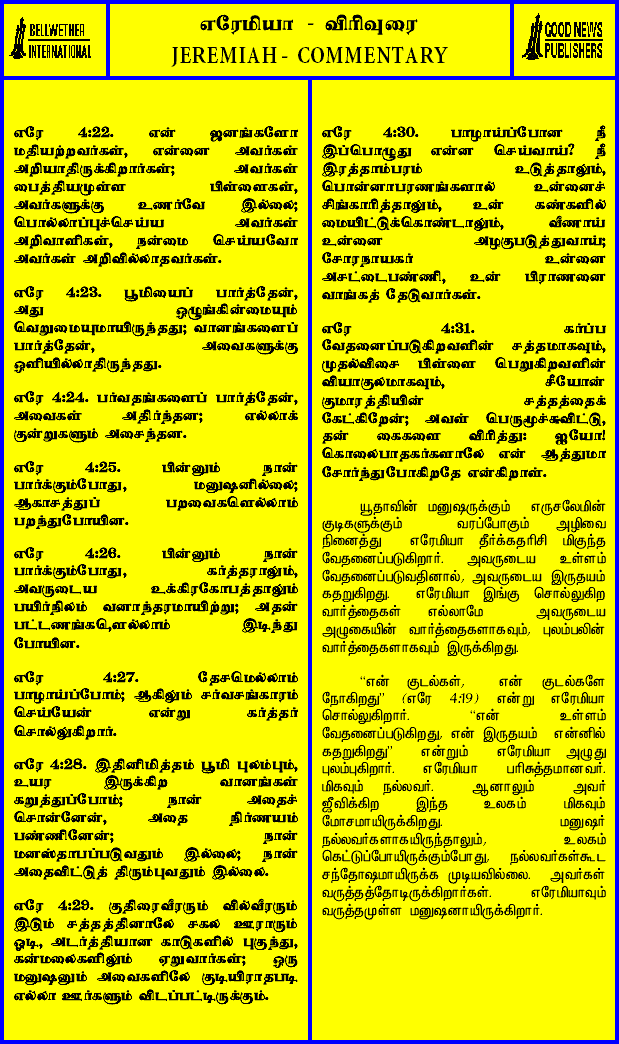 BELLWETHER
INTERNATIONAL
எரேமியா - விரிவுரை
JEREMIAH - COMMENTARY
GOOD NEWS
PUBLISHERS
எரே 4:22. என் ஜனங்களோ
மதியற்றவர்கள், என்னை அவர்கள்
அறியாதிருக்கிறார்கள்; அவர்கள்
பைத்தியமுள்ள பிள்ளைகள்,
அவர்களுக்கு உணர்வே இல்லை;
பொல்லாப்புச்செய்ய அவர்கள்
அறிவாளிகள், நன்மை செய்யவோ
அவர்கள் அறிவில்லாதவர்கள்.
எரே 4:23. பூமியைப் பார்த்தேன்,
அது ஒழுங்கின்மையும்
வெறுமையுமாயிருந்தது; வானங்களைப்
பார்த்தேன், அவைகளுக்கு
ஒளியில்லாதிருந்தது.
எரே 4:24. பர்வதங்களைப் பார்த்தேன்,
அவைகள் அதிர்ந்தன; எல்லாக்
குன்றுகளும் அசைந்தன.
எரே 4:25. பின்னும் நான்
பார்க்கும்போது, மனுஷனில்லை;
ஆகாசத்துப் பறவைகளெல்லாம்
பறந்துபோயின.
எரே 4:26. பின்னும் நான்
பார்க்கும்போது, கர்த்தராலும்,
அவருடைய உக்கிரகோபத்தாலும்
பயிர்நிலம் வனாந்தரமாயிற்று; அதன்
பட்டணங்களெல்லாம் இடிந்து
போயின.
எரே 4:27. தேசமெல்லாம்
பாழாய்ப்போம்; ஆகிலும் சர்வசங்காரம்
செய்யேன் என்று கர்த்தர்
சொல்லுகிறார்.
எரே 4:28. இதினிமித்தம் பூமி புலம்பும்,
உயர இருக்கிற வானங்கள்
கறுத்துப்போம்; நான் அதைச்
சொன்னேன், அதை நிர்ணயம்
பண்ணினேன்; நான்
மனஸ்தாபப்படுவதும் இல்லை; நான்
அதைவிட்டுத் திரும்புவதும் இல்லை.
எரே 4:29. குதிரைவீரரும் வில்வீரரும்
இடும் சத்தத்தினாலே சகல ஊராரும்
ஓடி, அடர்த்தியான காடுகளில் புகுந்து,
கன்மலைகளிலும் ஏறுவார்கள்; ஒரு
மனுஷனும் அவைகளிலே குடியிராதபடி
எல்லா ஊர்களும் விடப்பட்டிருக்கும்.
எரே 4:30. பாழாய்ப்போன நீ
இப்பொழுது என்ன செய்வாய்? நீ
இரத்தாம்பரம் உடுத்தாலும்,
பொன்னாபரணங்களால் உன்னைச்
சிங்காரித்தாலும், உன் கண்களில்
மையிட்டுக்கொண்டாலும், வீணாய்
உன்னை அழகுபடுத்துவாய்;
சோரநாயகர் உன்னை
அசட்டைபண்ணி, உன் பிராணனை
வாங்கத் தேடுவார்கள்.
எரே 4:31. கர்ப்ப
வேதனைப்படுகிறவளின் சத்தமாகவும்,
முதல்விசை பிள்ளை பெறுகிறவளின்
வியாகுலமாகவும், சீயோன்
குமாரத்தியின் சத்தத்தைக்
கேட்கிறேன்; அவள் பெருமூச்சுவிட்டு,
தன் கைகளை விரித்து: ஐயோ!
கொலைபாதகர்களாலே என் ஆத்துமா
சோர்ந்துபோகிறதே என்கிறாள்.
யூதாவின் மனுஷருக்கும் எருசலேமின்
குடிகளுக்கும் வரப்போகும் அழிவை
நினைத்து எரேமியா தீர்க்கதரிசி மிகுந்த
வேதனைப்படுகிறார். அவருடைய உள்ளம்
வேதனைப்படுவதினால், அவருடைய இருதயம்
கதறுகிறது. எரேமியா இங்கு சொல்லுகிற
வார்த்தைகள் எல்லாமே அவருடைய
அழுகையின் வார்த்தைகளாகவும், புலம்பலின்
வார்த்தைகளாகவும் இருக்கிறது.
“என் குடல்கள், என் குடல்களே
நோகிறது” (எரே 4:19) என்று எரேமியா
சொல்லுகிறார். “என் உள்ளம்
வேதனைப்படுகிறது, என் இருதயம் என்னில்
கதறுகிறது” என்றும் எரேமியா அழுது
புலம்புகிறார். எரேமியா பரிசுத்தமானவர்.
மிகவும் நல்லவர். ஆனாலும் அவர்
ஜீவிக்கிற இந்த உலகம் மிகவும்
மோசமாயிருக்கிறது. மனுஷர்
நல்லவர்களாகயிருந்தாலும், உலகம்
கெட்டுப்போயிருக்கும்போது, நல்லவர்கள்கூட
சந்தோஷமாயிருக்க முடியவில்லை. அவர்கள்
வருத்தத்தோடிருக்கிறார்கள். எரேமியாவும்
வருத்தமுள்ள மனுஷனாயிருக்கிறார்.